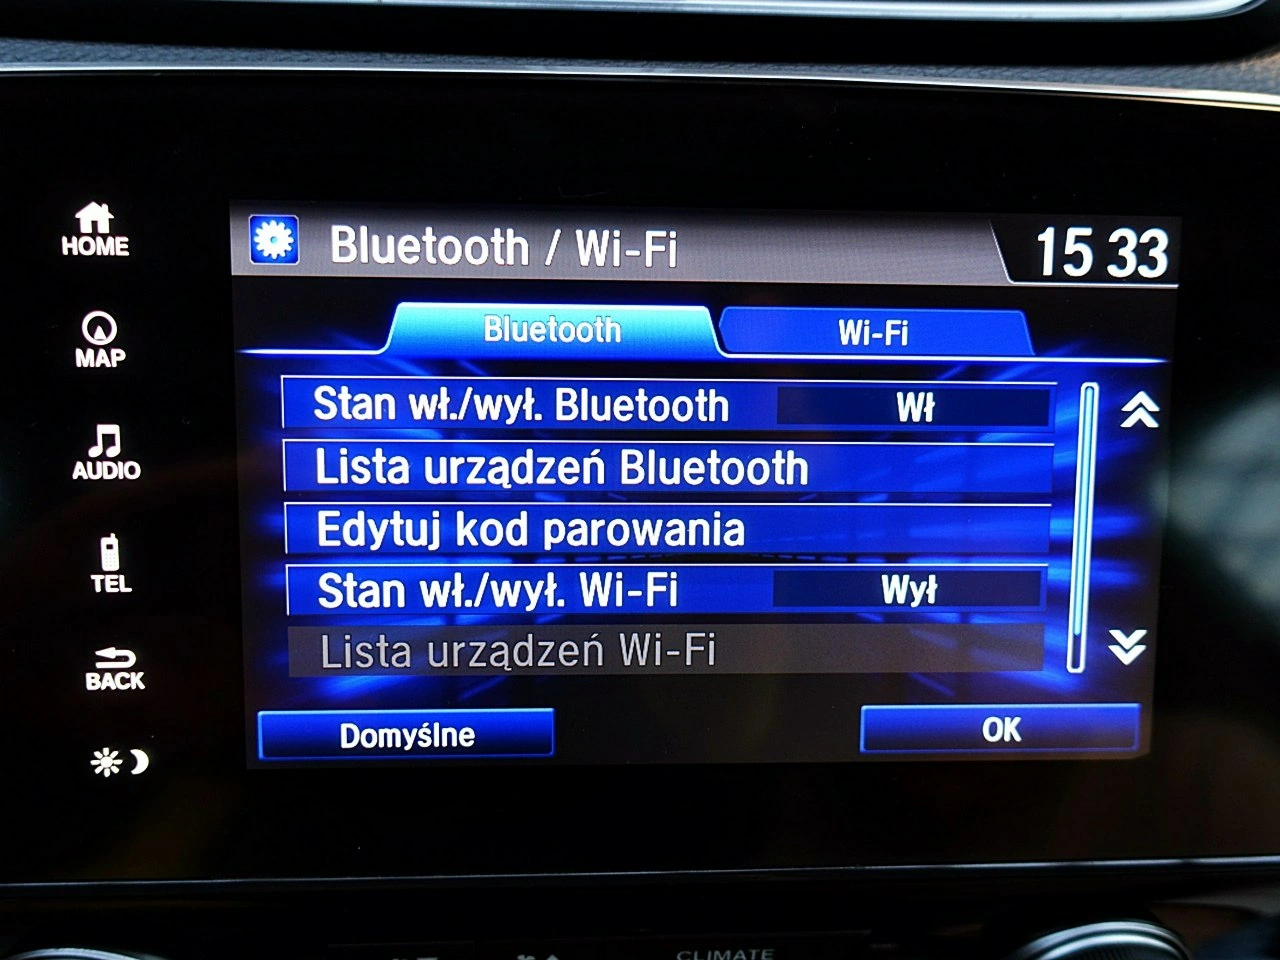 HOME
MAP
AUDIO
TEL
BACK
Bluetooth / Wi-Fi
15 33
Bluetooth
Wi-Fi
Stan wł./wył. Bluetooth Wł
Lista urządzeń Bluetooth
Edytuj kod parowania
Stan wł./wył. Wi-Fi Wył
Lista urządzeń Wi-Fi
Domyślne
OK
CLIMATE